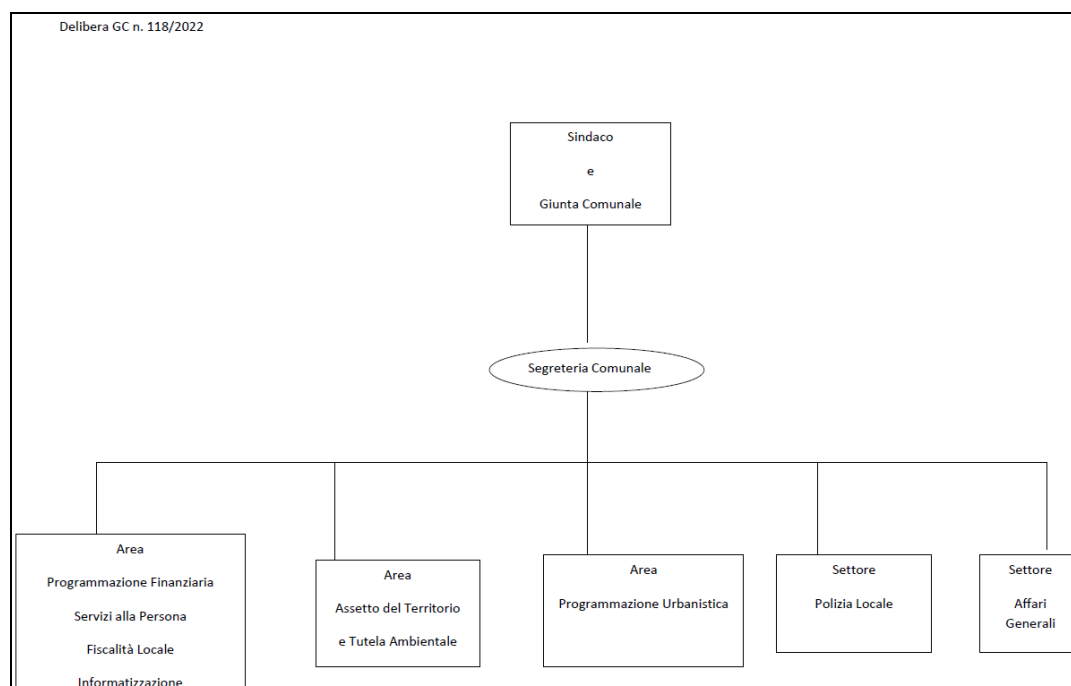 Delibera GC n. 118/2022
Sindaco
e
Giunta Comunale
Segreteria Comunale
Area
Programmazione Finanziaria
Servizi alla Persona
Fiscalità Locale
Informatizzazione
Area
Assetto del Territorio
e Tutela Ambientale
Area
Programmazione Urbanistica
Settore
Polizia Locale
Settore
Affari
Generali